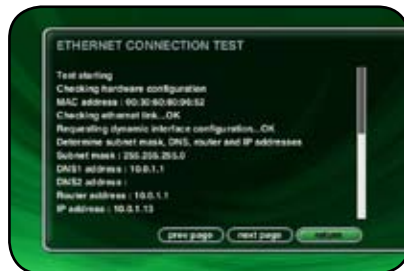 ETHERNET CONNECTION TEST
Test starting
Checking hardware configuration
MAC address : 00:30:60:80:06:52
Checking ethernet link...OK
Requesting dynamic interface configuration...OK
Determine subnet mask, DNS, router and IP addresses
Subnet mask : 255.255.255.0
DNS1 address : 10.0.1.1
DNS2 address :
Router address : 10.0.1.1
IP address : 10.0.1.13
prev page
next page
return